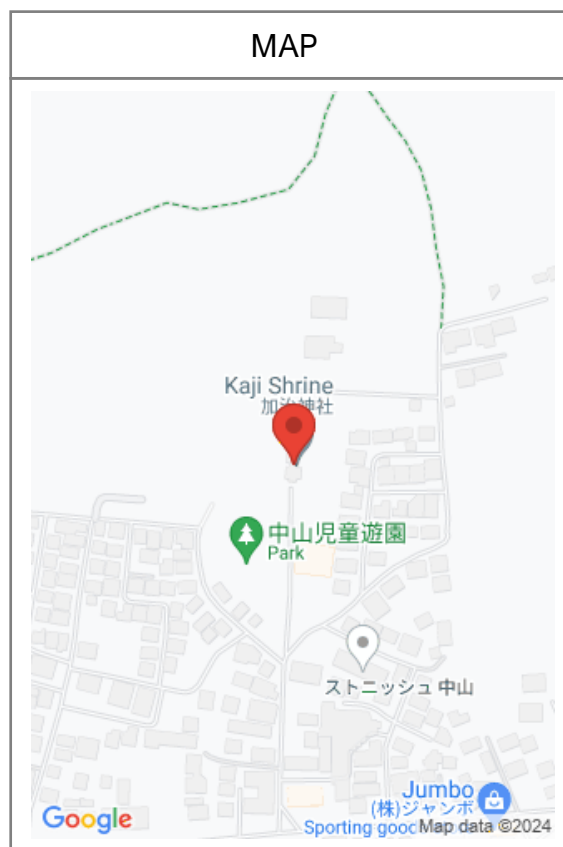 MAP
Kaji Shrine
加治神社
中山児童遊園
Park
ストニッシュ 中山
Jumbo
(株)ジャンボ
Sporting good
Google
Map data ©2024